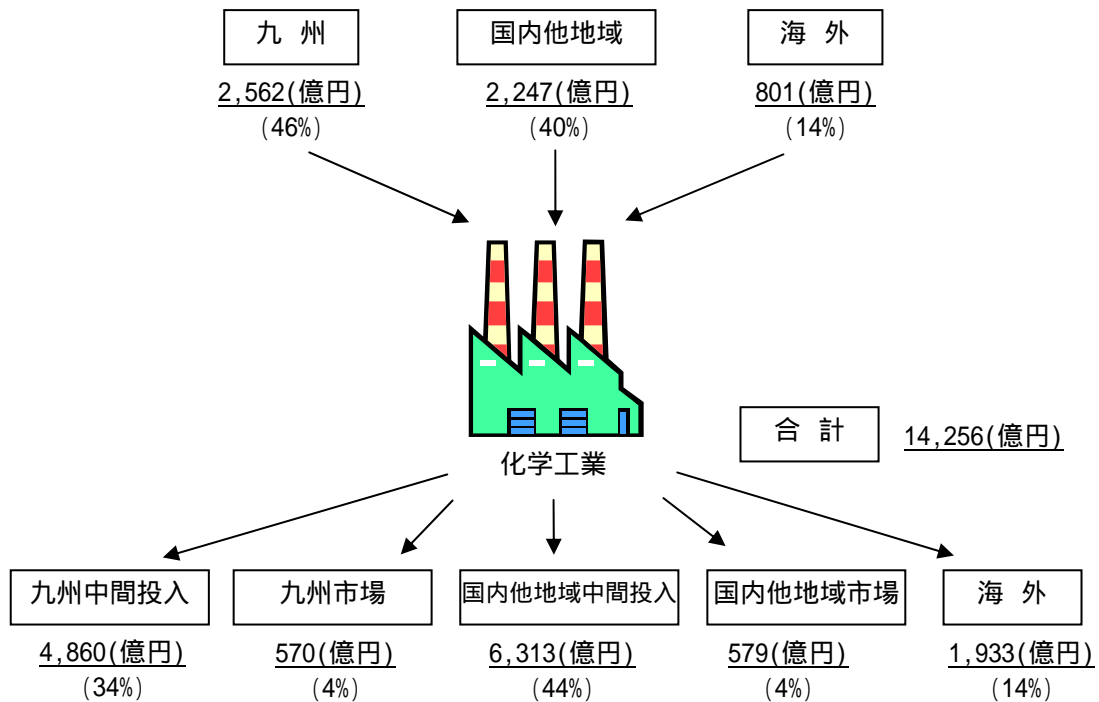 九 州
国内他地域
海 外
2,562(億円)
2,247(億円)
801(億円)
(46%)
(40%)
(14%)
合 計
14,256(億円)
化学工業
九州中間投入
九州市場
国内他地域中間投入
国内他地域市場
海 外
4,860(億円)
570(億円)
6,313(億円)
579(億円)
1,933(億円)
(34%)
(4%)
(44%)
(4%)
(14%)